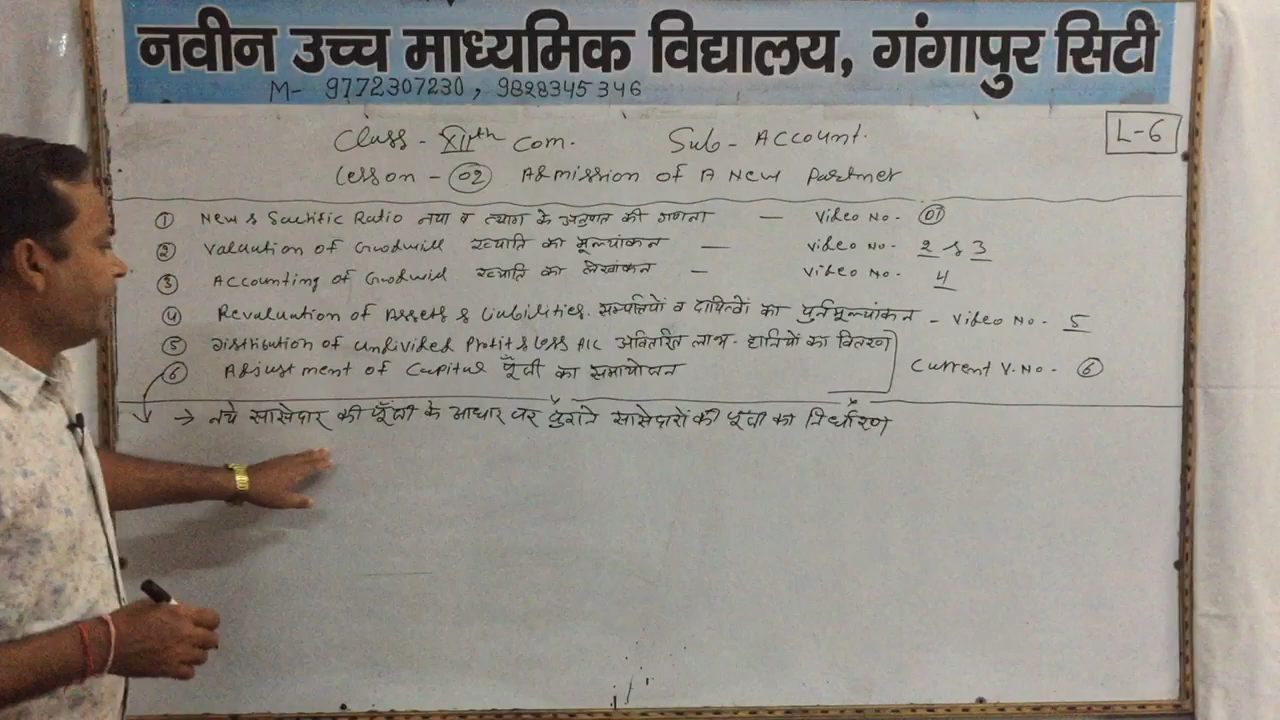 नवीन उच्च माध्यमिक विद्यालय, गंगापुर सिटी
M- 9772307230, 9828345346
Class - XIIth com. Sub - Account.
L-6
Lesson - 02 Admission of A New Partner
① New & Sacrific Ratio नया व त्याग के अनुपात की गणना — Video No. 01
② Valuation of Goodwill ख्याति का मूल्यांकन — Video No. 2 & 3
③ Accounting of Goodwill ख्याति का लेखांकन — Video No. 4
④ Revaluation of Assets & Liabilities. सम्पत्तियों व दायित्वों का पुर्नमूल्यांकन - Video No. 5
⑤ Distribution of undivided Profit & Loss A/C अवितरित लाभ - हानियों का वितरण
⑥ Adjustment of Capital पूँजी का समायोजन Current V. No. - ⑥
→ नये साझेदार की पूँजी के आधार पर पुराने साझेदारों की पूँजी का निर्धारण